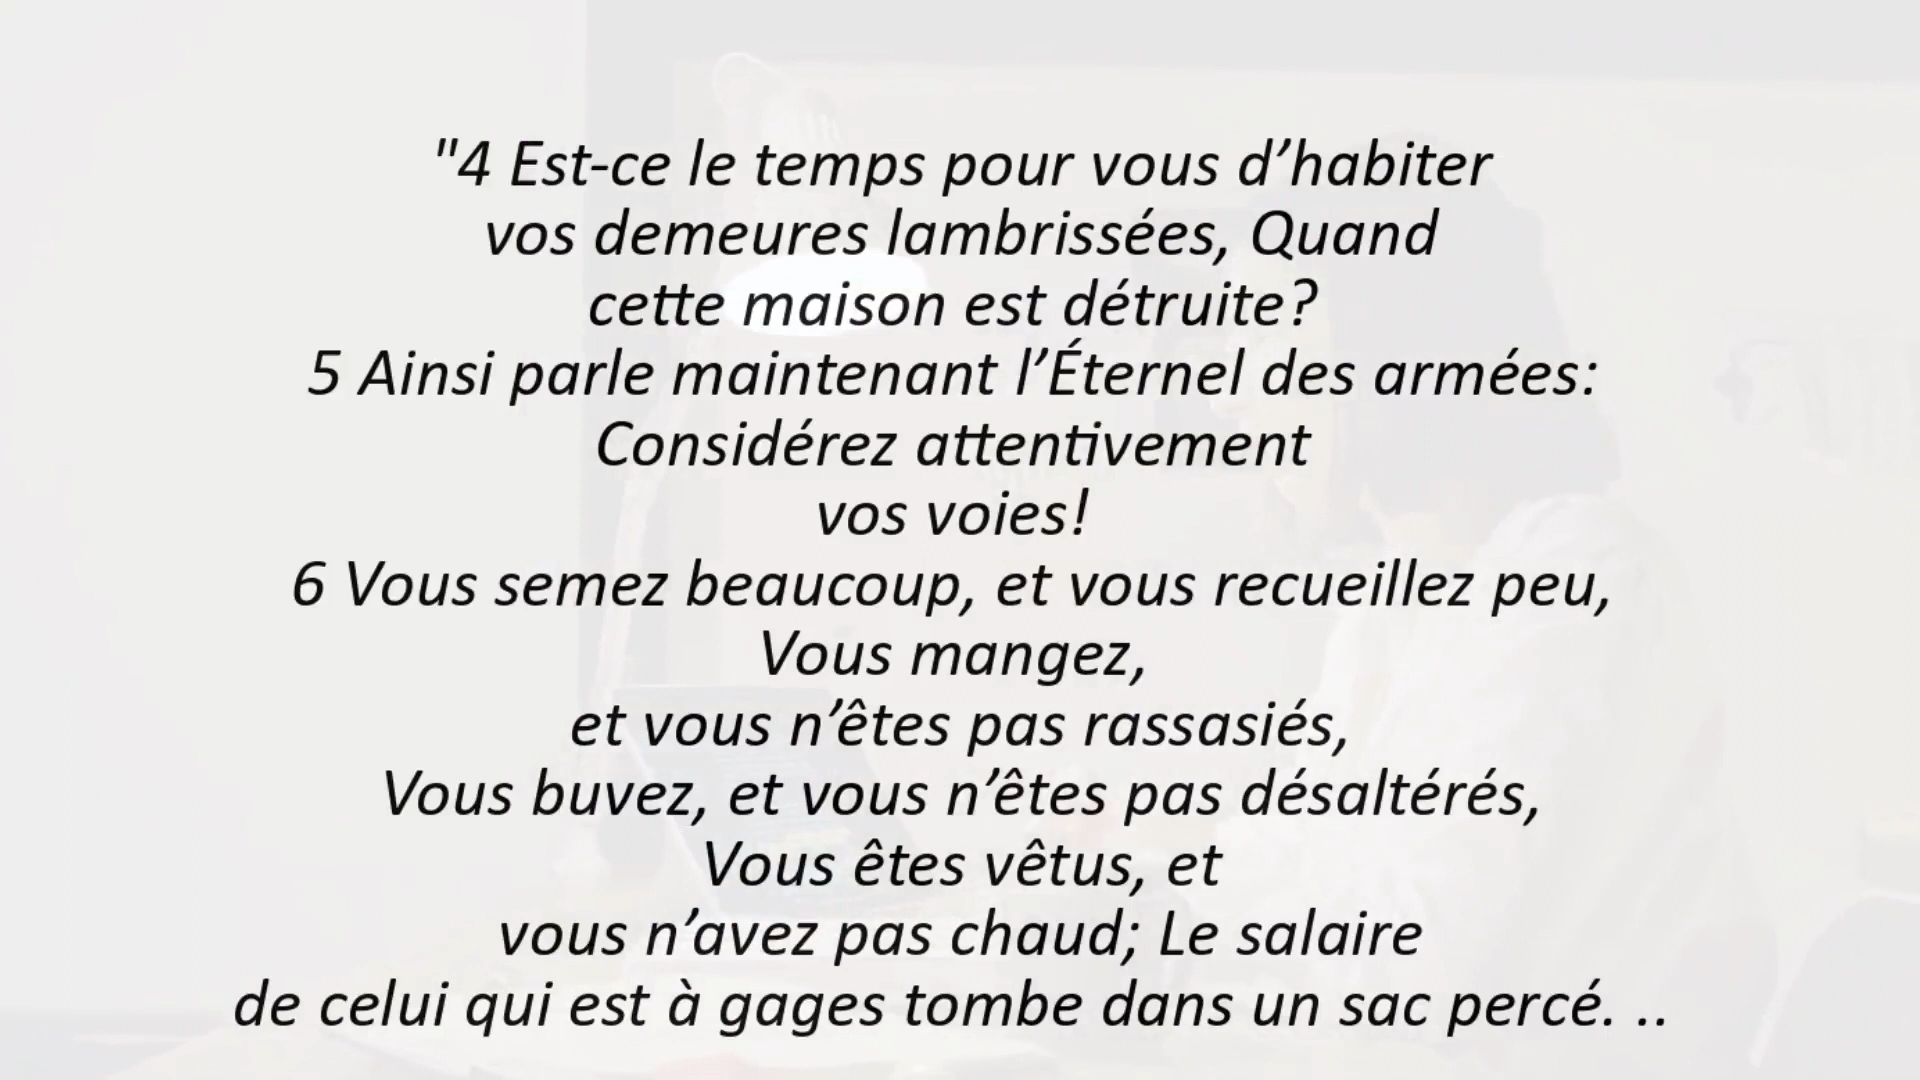 "4 Est-ce le temps pour vous d’habiter
vos demeures lambrissées, Quand
cette maison est détruite?
5 Ainsi parle maintenant l’Éternel des armées:
Considérez attentivement
vos voies!
6 Vous semez beaucoup, et vous recueillez peu,
Vous mangez,
et vous n’êtes pas rassasiés,
Vous buvez, et vous n’êtes pas désaltérés,
Vous êtes vêtus, et
vous n’avez pas chaud; Le salaire
de celui qui est à gages tombe dans un sac percé. ..